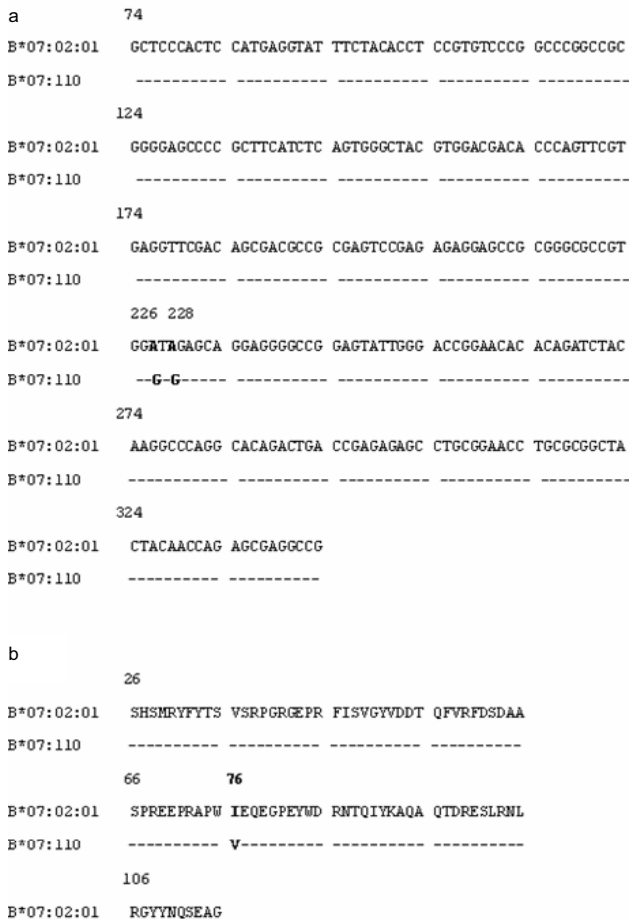 a
74
B*07:02:01 GCTCCCACTC CATGAGGTAT TTCTACACCT CCGTGTCCCG GCCCGGCCGC
B*07:110 ---------- ---------- ---------- ---------- ----------
124
B*07:02:01 GGGGAGCCCC GCTTCATCTC AGTGGGCTAC GTGGACGACA CCCAGTTCGT
B*07:110 ---------- ---------- ---------- ---------- ----------
174
B*07:02:01 GAGGTTCGAC AGCGACGCCG CGAGTCCGAG AGAGGAGCCG CGGGCGCCGT
B*07:110 ---------- ---------- ---------- ---------- ----------
226 228
B*07:02:01 GGATAGAGCA GGAGGGGCCG GAGTATTGGG ACCGGAACAC ACAGATCTAC
B*07:110 --G-G----- ---------- ---------- ---------- ----------
274
B*07:02:01 AAGGCCCAGG CACAGACTGA CCGAGAGAGC CTGCGGAACC TGCGCGGCTA
B*07:110 ---------- ---------- ---------- ---------- ----------
324
B*07:02:01 CTACAACCAG AGCGAGGCCG
B*07:110 ---------- ----------
b
26
B*07:02:01 SHSMRYFYTS VSRPGRGEPR FISVGYVDDT QFVRFDSDAA
B*07:110 ---------- ---------- ---------- ----------
66 76
B*07:02:01 SPREEPRAPW IEQEGPEYWD RNTQIYKAQA QTDRESLRNL
B*07:110 ---------- V--------- ---------- ----------
106
B*07:02:01 RGYYNQSEAG